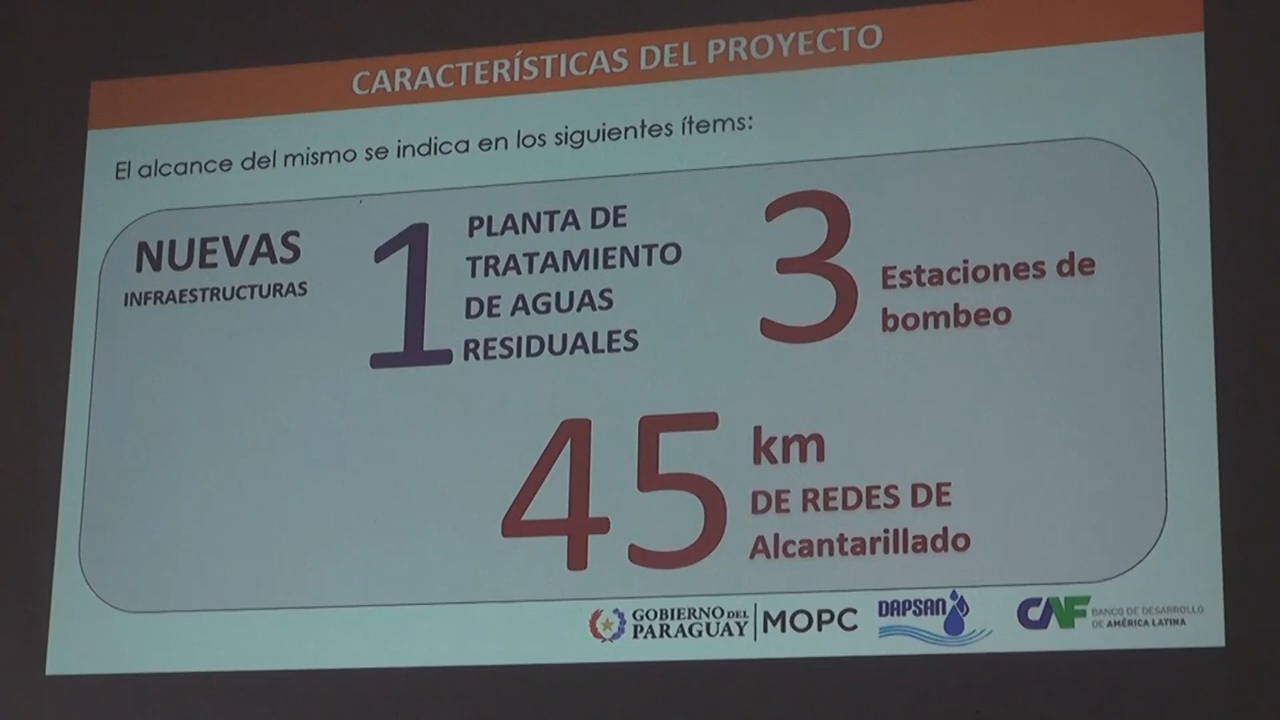 CARACTERÍSTICAS DEL PROYECTO
El alcance del mismo se indica en los siguientes ítems:
NUEVAS
INFRAESTRUCTURAS
1
PLANTA DE
TRATAMIENTO
DE AGUAS
RESIDUALES
3
Estaciones de
bombeo
45
km
DE REDES DE
Alcantarillado
GOBIERNO DEL
PARAGUAY
MOPC
DAPSAN
CAF
BANCO DE DESARROLLO
DE AMÉRICA LATINA